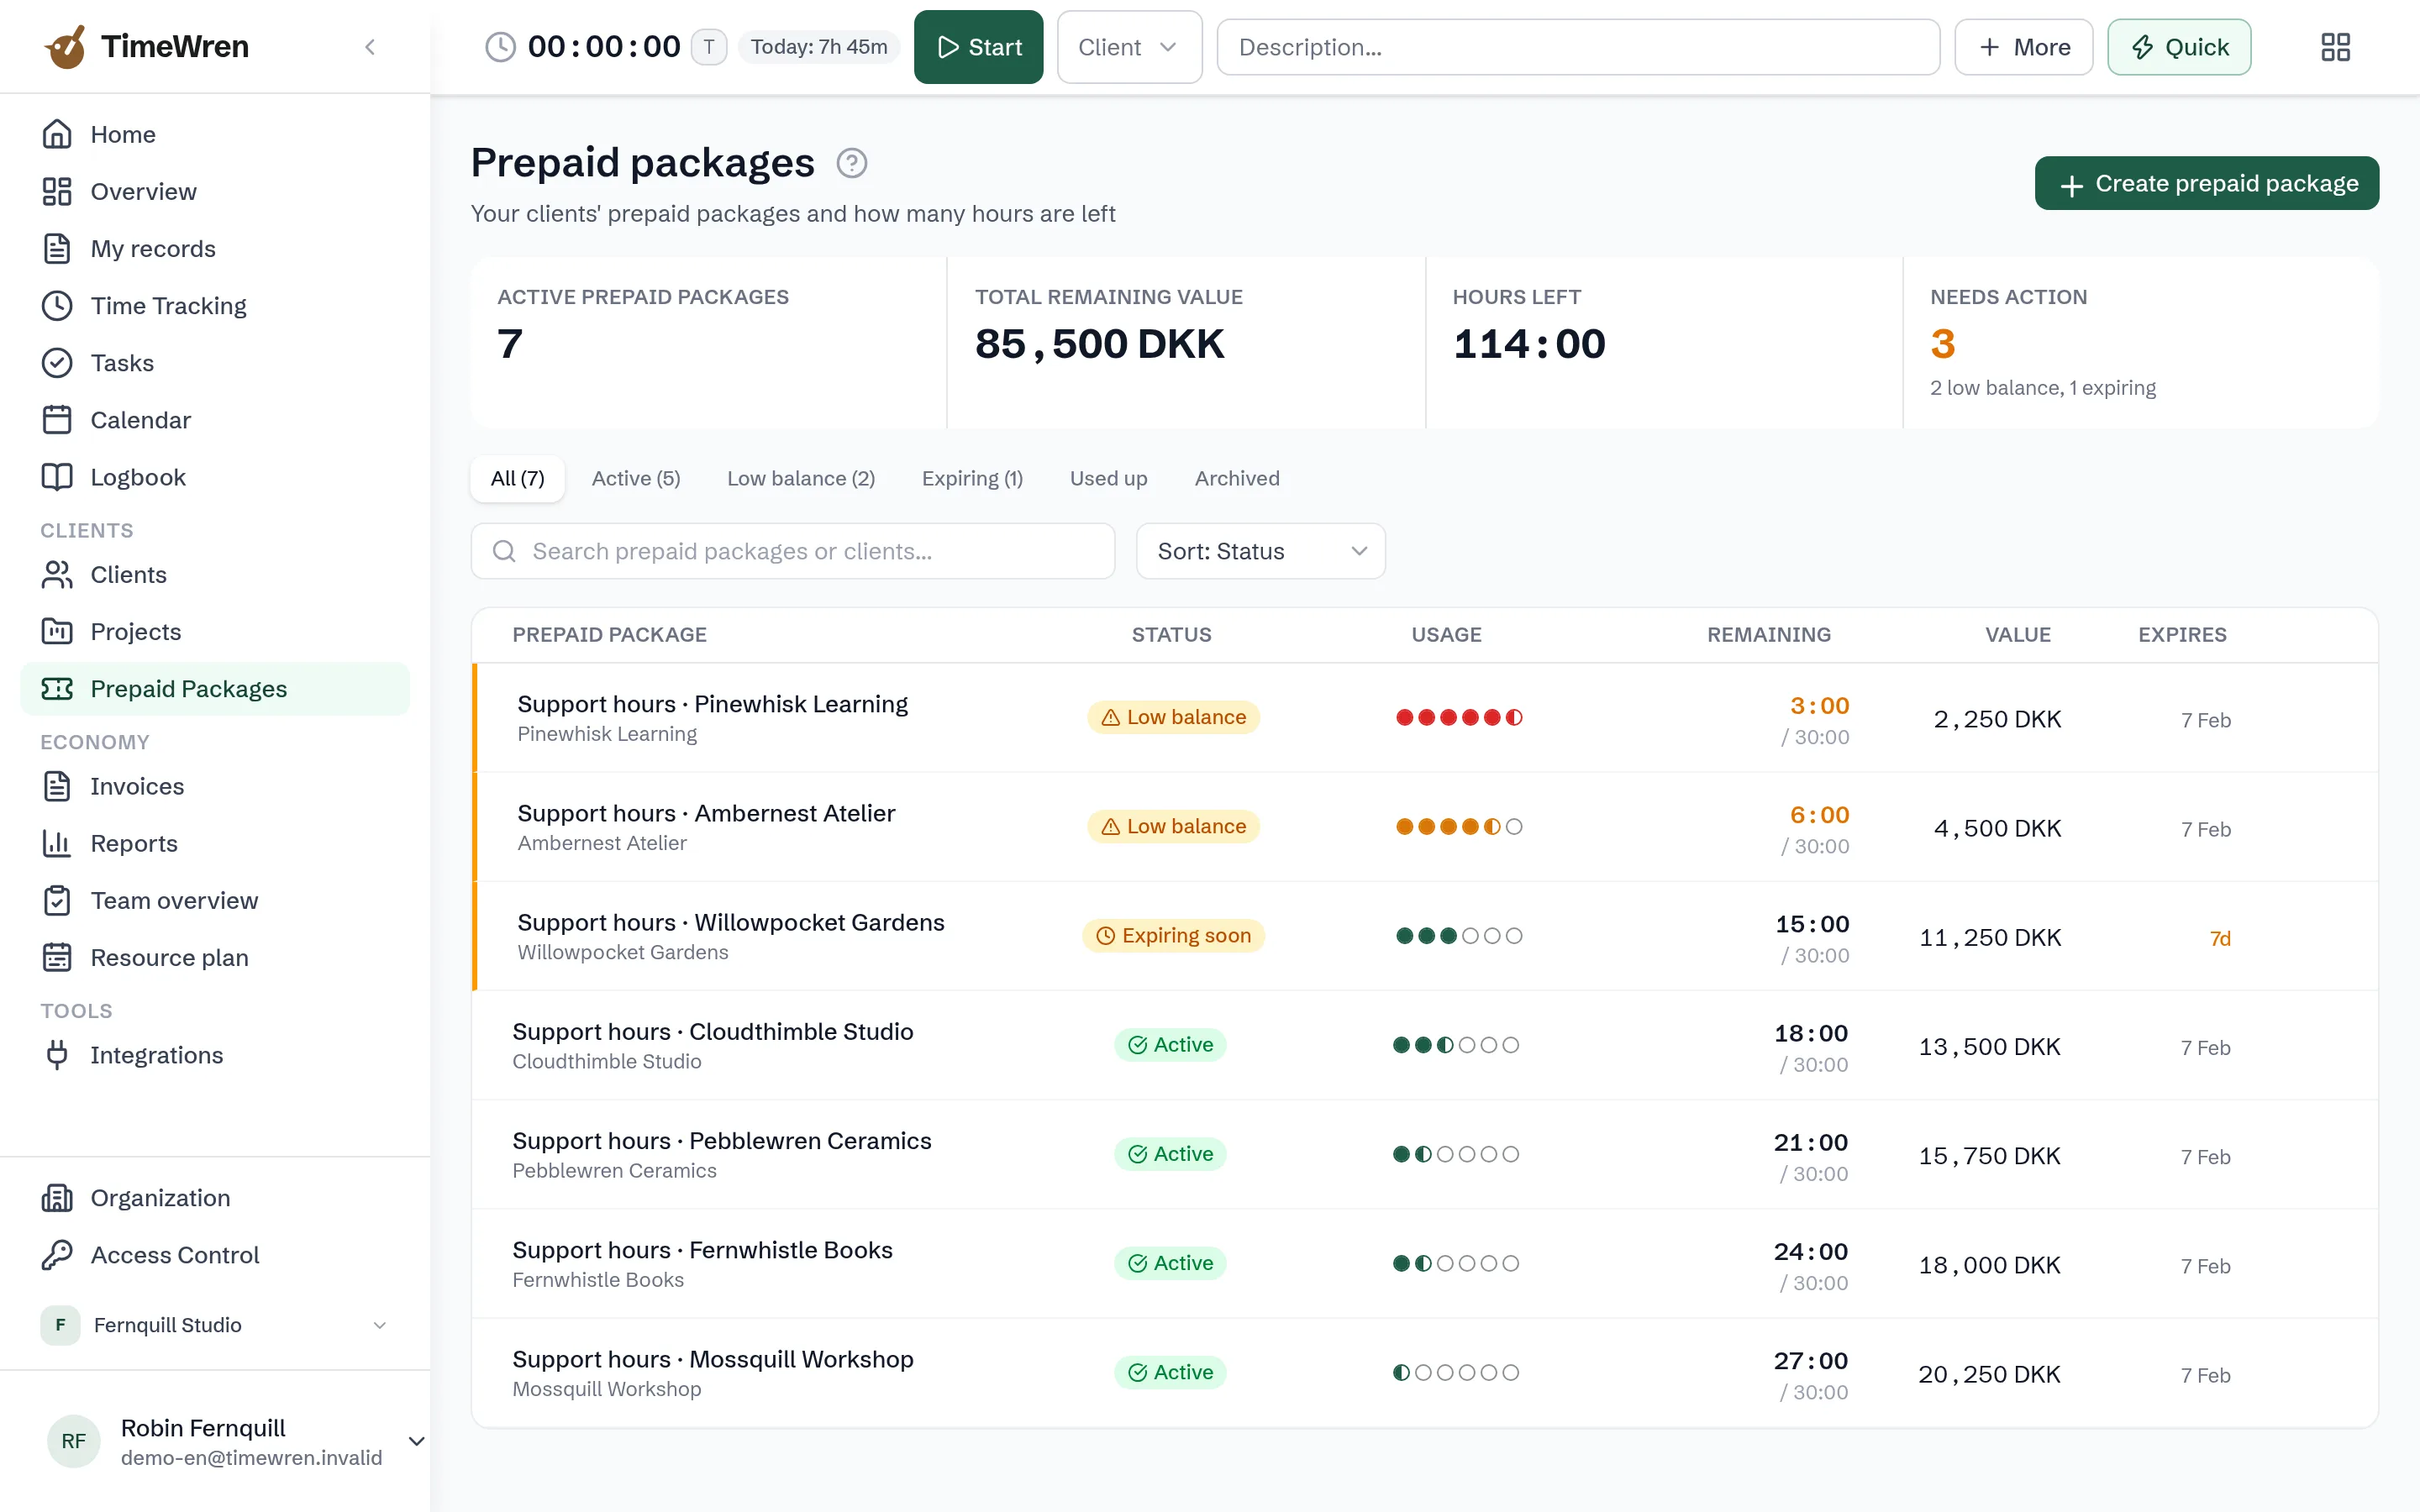 TimeWren
00:00:00 T Today: 7h 45m Start Client Description... More Quick
Home
Overview
My records
Time Tracking
Tasks
Calendar
Logbook
CLIENTS
Clients
Projects
Prepaid Packages
ECONOMY
Invoices
Reports
Team overview
Resource plan
TOOLS
Integrations
Organization
Access Control
F Fernquill Studio
RF Robin Fernquill
demo-en@timewren.invalid
Prepaid packages ?
Your clients' prepaid packages and how many hours are left
+ Create prepaid package
ACTIVE PREPAID PACKAGES
7
TOTAL REMAINING VALUE
85,500 DKK
HOURS LEFT
114:00
NEEDS ACTION
3
2 low balance, 1 expiring
All (7) Active (5) Low balance (2) Expiring (1) Used up Archived
Search prepaid packages or clients... Sort: Status
PREPAID PACKAGE STATUS USAGE REMAINING VALUE EXPIRES
Support hours · Pinewhisk Learning
Pinewhisk Learning
Low balance 3:00 / 30:00 2,250 DKK 7 Feb
Support hours · Ambernest Atelier
Ambernest Atelier
Low balance 6:00 / 30:00 4,500 DKK 7 Feb
Support hours · Willowpocket Gardens
Willowpocket Gardens
Expiring soon 15:00 / 30:00 11,250 DKK 7d
Support hours · Cloudthimble Studio
Cloudthimble Studio
Active 18:00 / 30:00 13,500 DKK 7 Feb
Support hours · Pebblewren Ceramics
Pebblewren Ceramics
Active 21:00 / 30:00 15,750 DKK 7 Feb
Support hours · Fernwhistle Books
Fernwhistle Books
Active 24:00 / 30:00 18,000 DKK 7 Feb
Support hours · Mossquill Workshop
Mossquill Workshop
Active 27:00 / 30:00 20,250 DKK 7 Feb